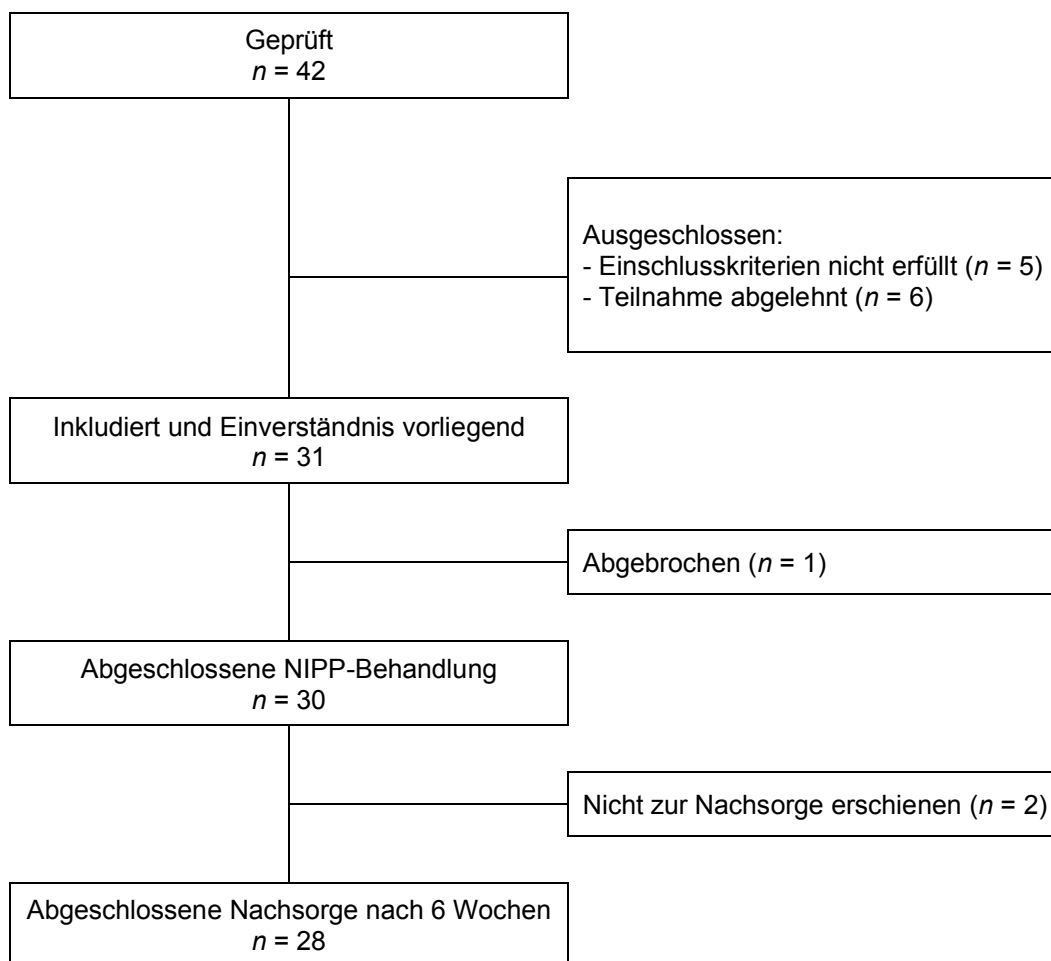 Geprüft
n = 42
Ausgeschlossen:
- Einschlusskriterien nicht erfüllt (n = 5)
- Teilnahme abgelehnt (n = 6)
Inkludiert und Einverständnis vorliegend
n = 31
Abgebrochen (n = 1)
Abgeschlossene NIPP-Behandlung
n = 30
Nicht zur Nachsorge erschienen (n = 2)
Abgeschlossene Nachsorge nach 6 Wochen
n = 28